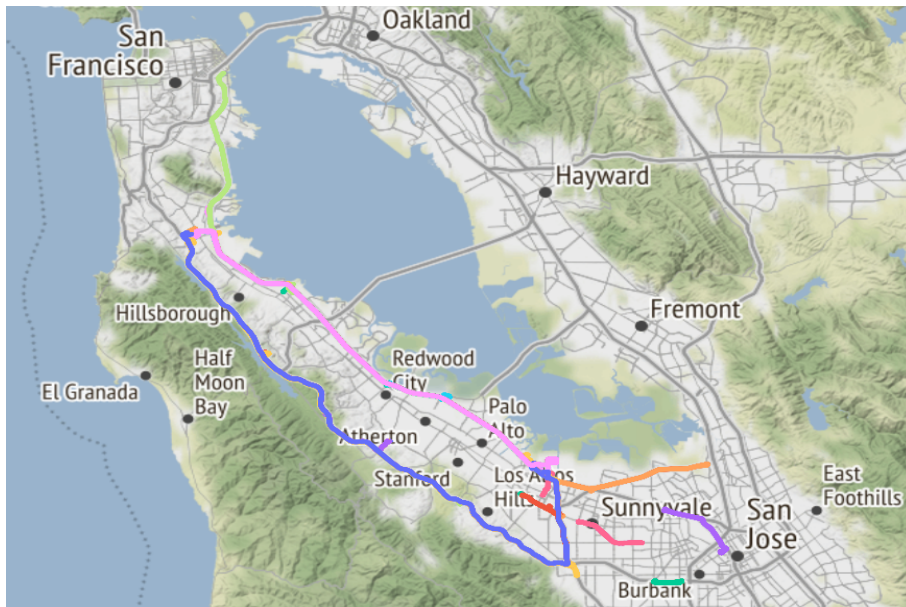 San
Francisco
Oakland
Hayward
Fremont
Hillsborough
Half
Moon
Bay
El Granada
Redwood
City
Palo
Alto
Atherton
Stanford
Los Altos
Hills
Sunnyvale
San
Jose
East
Foothills
Burbank